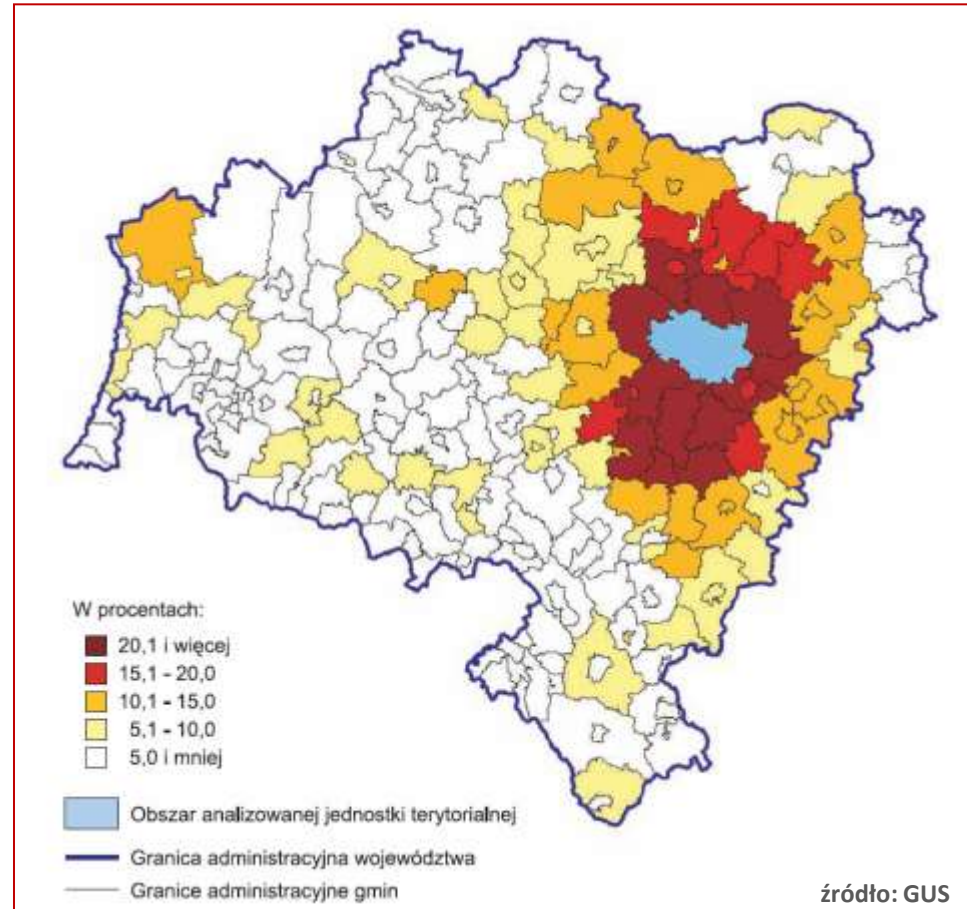 W procentach:
20,1 i więcej
15,1 - 20,0
10,1 - 15,0
5,1 - 10,0
5,0 i mniej
Obszar analizowanej jednostki terytorialnej
Granica administracyjna województwa
Granice administracyjne gmin
źródło: GUS